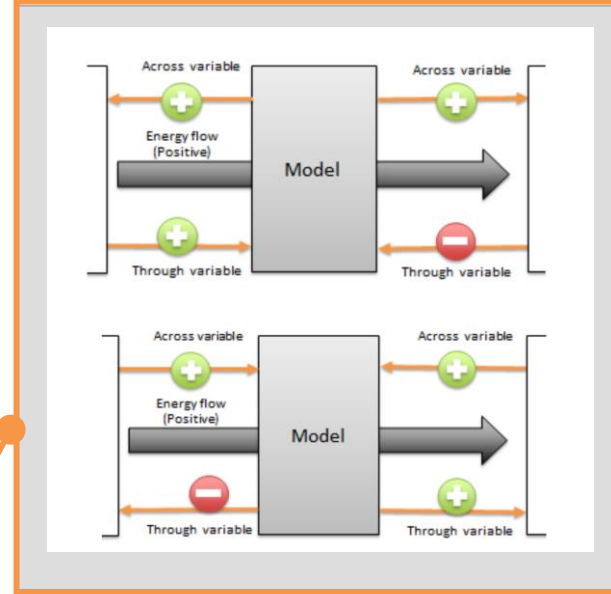 Across variable
Across variable
Energy flow
(Positive)
Model
Through variable
Through variable
Across variable
Across variable
Energy flow
(Positive)
Model
Through variable
Through variable